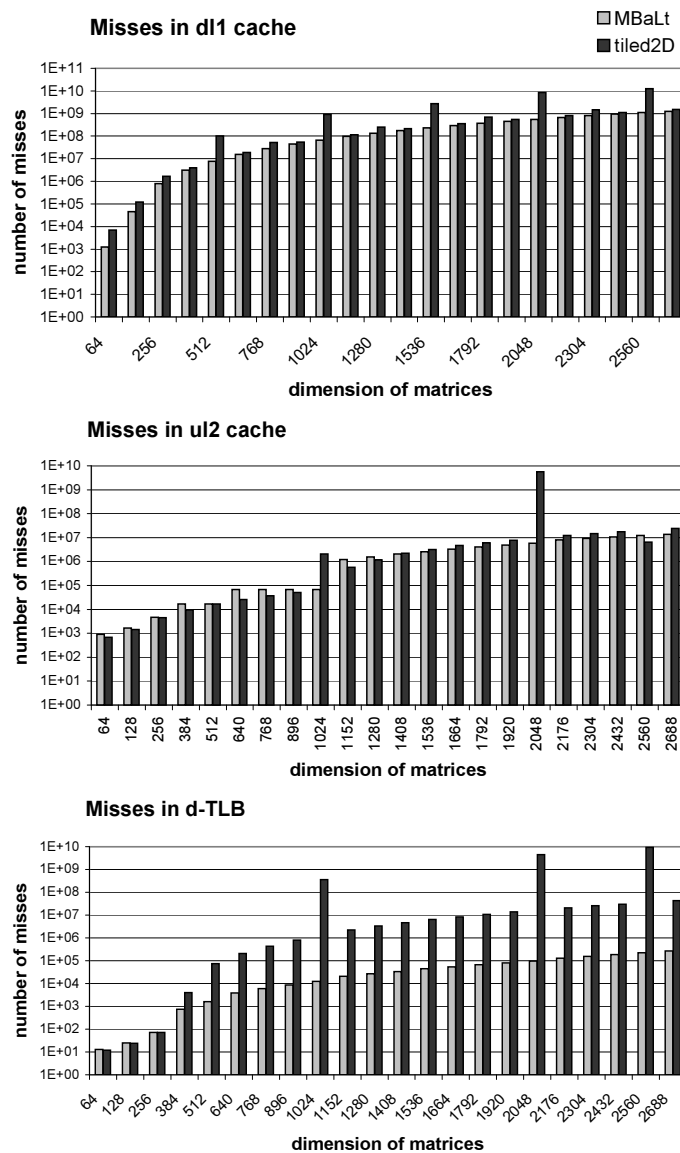 Misses in dl1 cache
MBaLt
tiled2D
number of misses
1E+11
1E+10
1E+09
1E+08
1E+07
1E+06
1E+05
1E+04
1E+03
1E+02
1E+01
1E+00
64 256 512 768 1024 1280 1536 1792 2048 2304 2560
dimension of matrices
Misses in ul2 cache
number of misses
1E+10
1E+09
1E+08
1E+07
1E+06
1E+05
1E+04
1E+03
1E+02
1E+01
1E+00
64 128 256 384 512 640 768 896 1024 1152 1280 1408 1536 1664 1792 1920 2048 2176 2304 2432 2560 2688
dimension of matrices
Misses in d-TLB
number of misses
1E+10
1E+09
1E+08
1E+07
1E+06
1E+05
1E+04
1E+03
1E+02
1E+01
1E+00
64 128 256 384 512 640 768 896 1024 1152 1280 1408 1536 1664 1792 1920 2048 2176 2304 2432 2560 2688
dimension of matrices